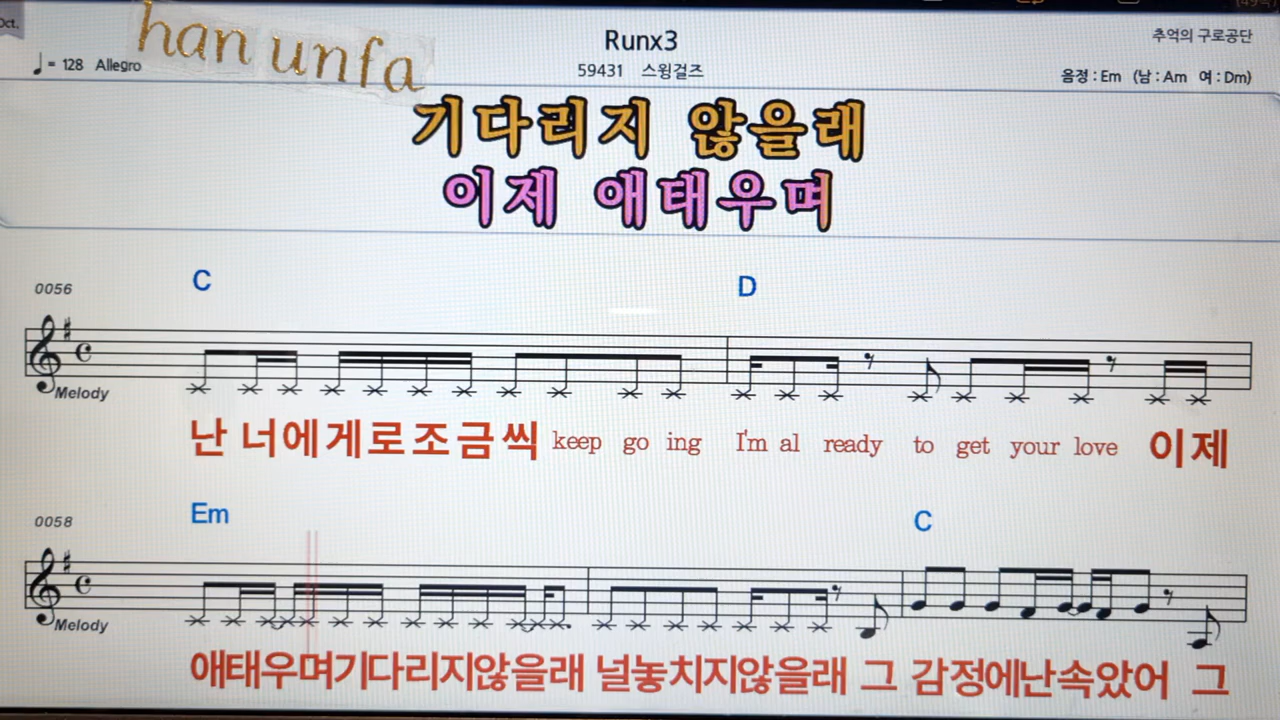 Oct.
han unfa
Runx3
추억의 구로공단
♩= 128 Allegro
59431 스윙걸즈
음정 : Em (남 : Am 여 : Dm)
기다리지 않을래
이제 애태우며
0056
C
D
Melody
난 너에게로조금씩 keep go ing I'm al ready to get your love 이제
0058
Em
C
Melody
애태우며기다리지않을래 널놓치지않을래 그 감정에난속았어 그